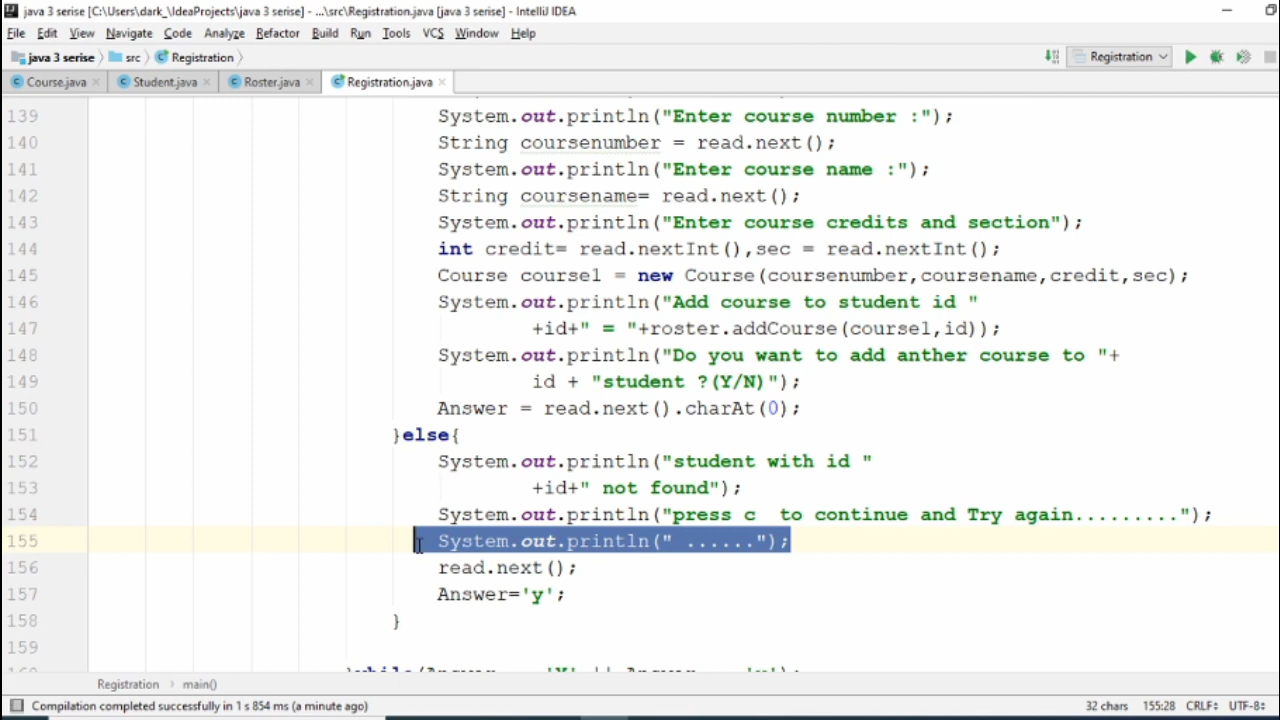 java 3 serise [C:\Users\dark_\IdeaProjects\java 3 serise] - ...\src\Registration.java [java 3 serise] - IntelliJ IDEA
File Edit View Navigate Code Analyze Refactor Build Run Tools VCS Window Help
java 3 serise src Registration Registration
Course.java Student.java Roster.java Registration.java
139 System.out.println("Enter course number :");
140 String coursenumber = read.next();
141 System.out.println("Enter course name :");
142 String coursename= read.next();
143 System.out.println("Enter course credits and section");
144 int credit= read.nextInt(),sec = read.nextInt();
145 Course course1 = new Course(coursenumber,coursename,credit,sec);
146 System.out.println("Add course to student id "
147 +id+" = "+roster.addCourse(course1,id));
148 System.out.println("Do you want to add anther course to "+
149 id + "student ?(Y/N)");
150 Answer = read.next().charAt(0);
151 }else{
152 System.out.println("student with id "
153 +id+" not found");
154 System.out.println("press c  to continue and Try again.........");
155 System.out.println(" ......");
156 read.next();
157 Answer='y';
158 }
159
Registration main()
Compilation completed successfully in 1 s 854 ms (a minute ago) 32 chars 155:28 CRLF UTF-8